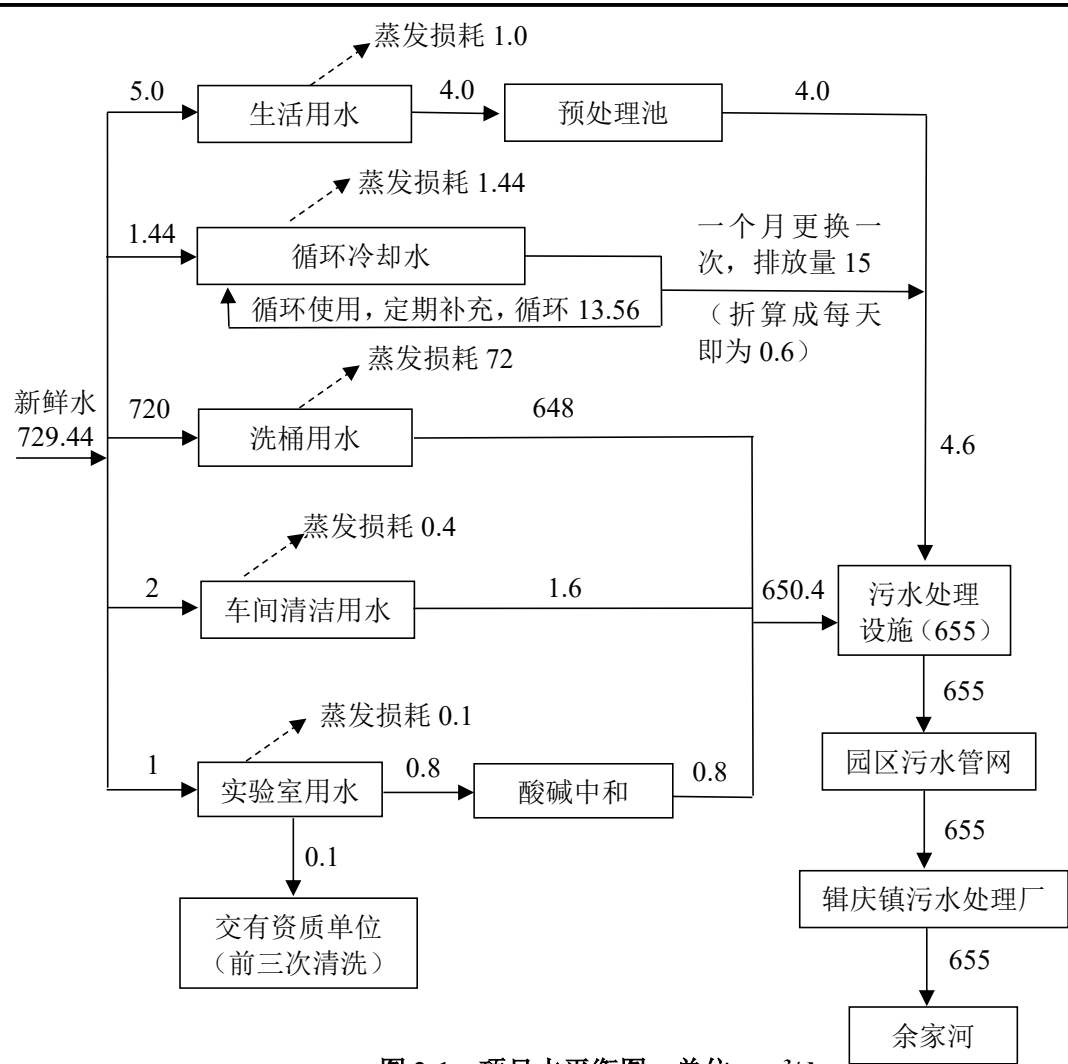 蒸发损耗 1.0
5.0
生活用水
4.0
预处理池
4.0
蒸发损耗 1.44
1.44
循环冷却水
一个月更换一
次，排放量 15
循环使用，定期补充，循环 13.56
（折算成每天
即为 0.6）
蒸发损耗 72
新鲜水
729.44
720
洗桶用水
648
4.6
蒸发损耗 0.4
2
车间清洁用水
1.6
650.4
污水处理
设施（655）
655
蒸发损耗 0.1
1
实验室用水
0.8
酸碱中和
0.8
园区污水管网
0.1
655
交有资质单位
（前三次清洗）
辑庆镇污水处理厂
655
余家河